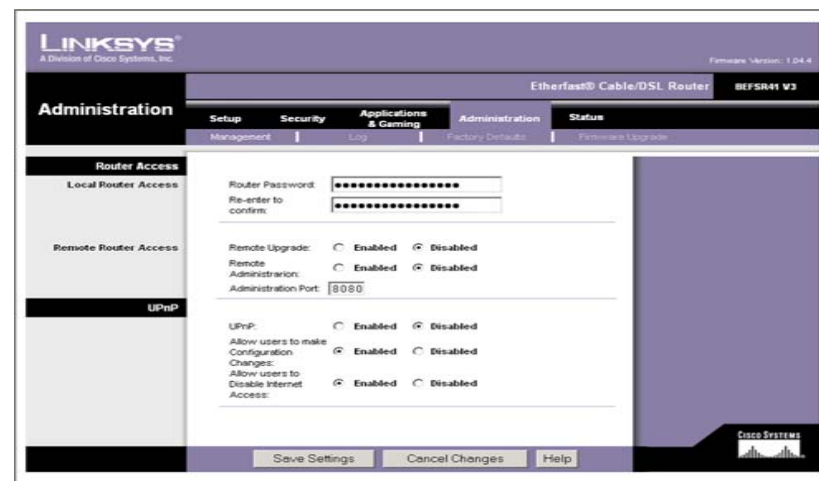 LINKSYS®
A Division of Cisco Systems, Inc.
Firmware Version: 1.04.4
Etherfast® Cable/DSL Router
BEFSR41 V3
Administration
Setup
Security
Applications & Gaming
Administration
Status
Management
Log
Factory Defaults
Firmware Upgrade
Router Access
Local Router Access
Router Password:
Re-enter to
confirm:
Remote Router Access
Remote Upgrade: Enabled Disabled
Remote
Administrarion: Enabled Disabled
Administration Port: 8080
UPnP
UPnP: Enabled Disabled
Allow users to make
Configuration
Changes: Enabled Disabled
Allow users to
Disable Internet
Access: Enabled Disabled
Save Settings
Cancel Changes
Help
CISCO SYSTEMS